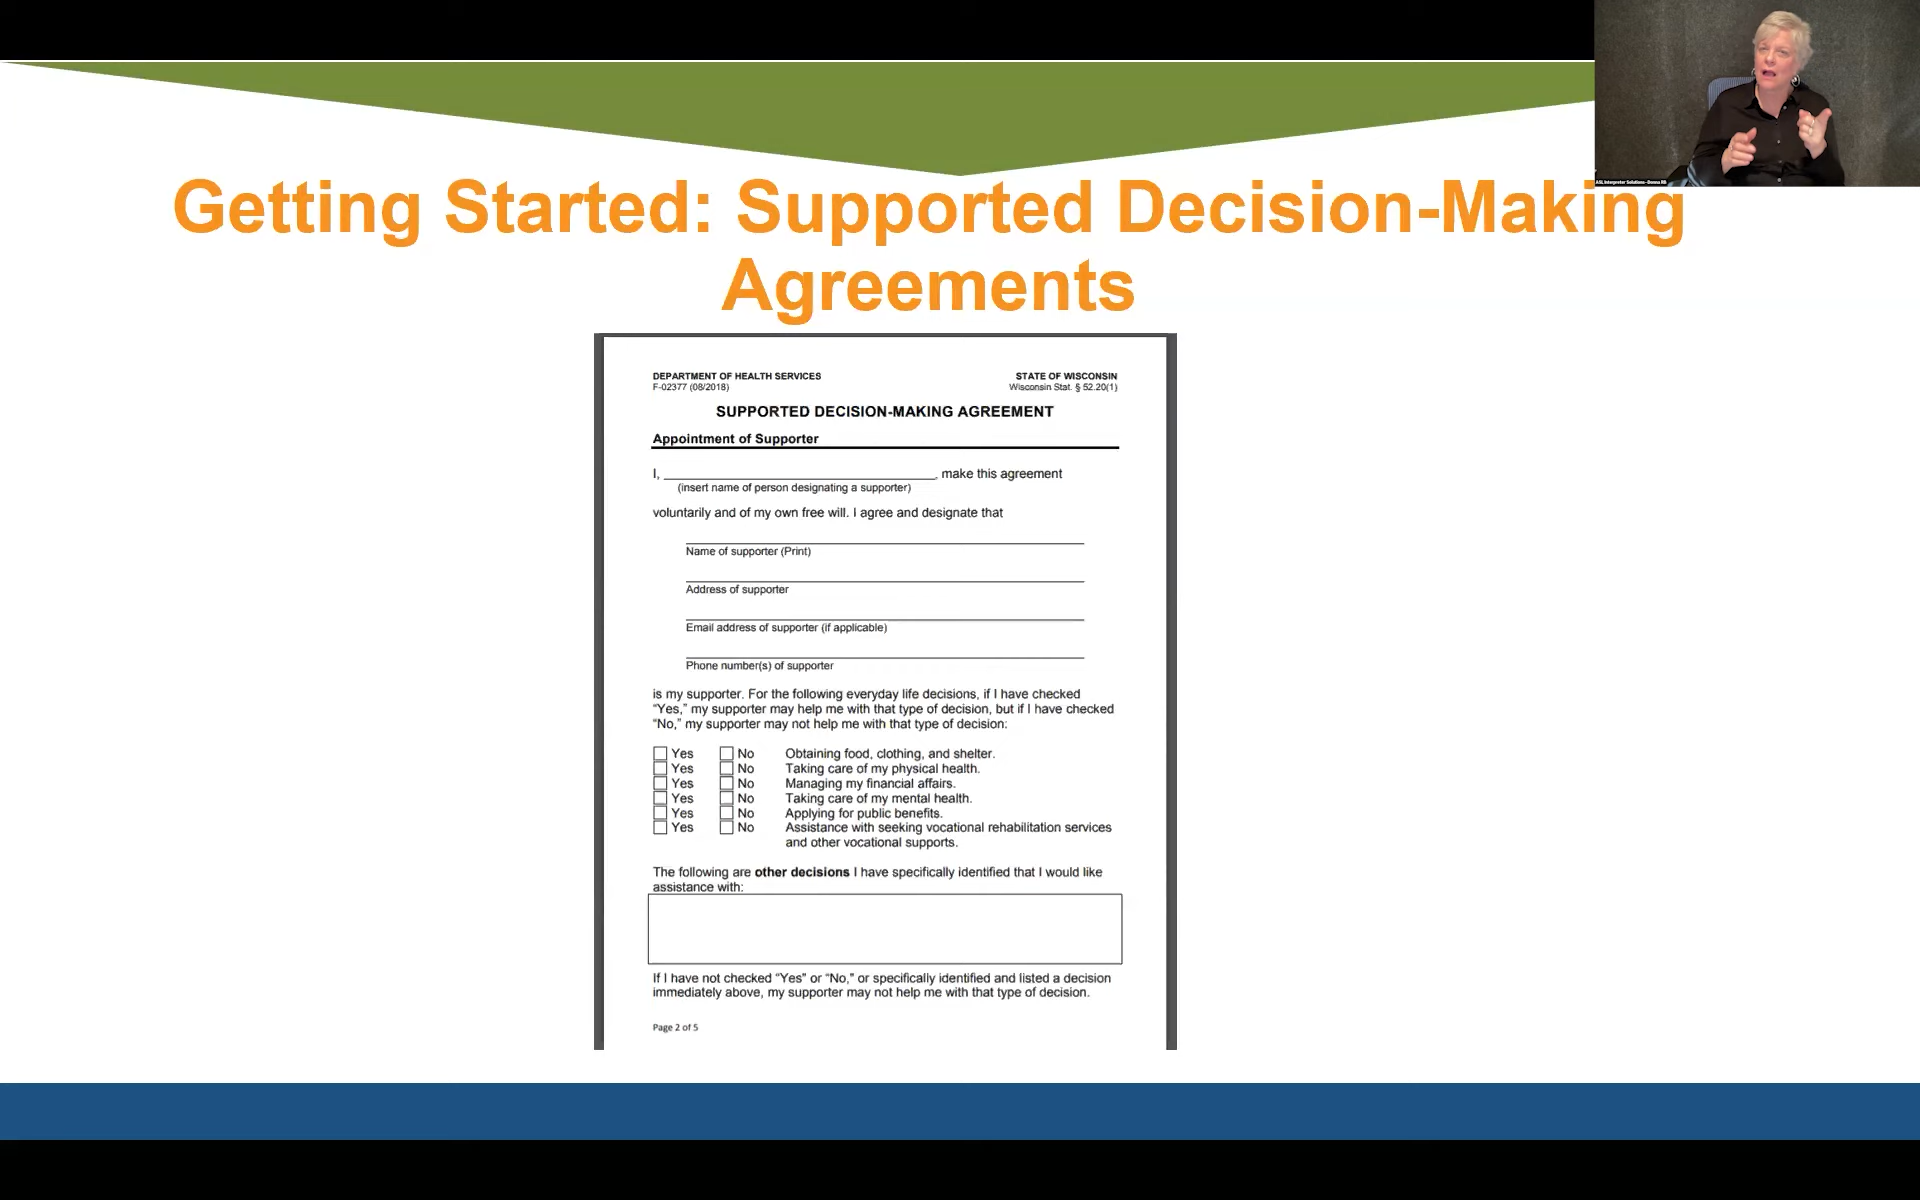 Getting Started: Supported Decision-Making
Agreements
ASL Interpreter Solutions- Donna RB
DEPARTMENT OF HEALTH SERVICES STATE OF WISCONSIN
F-02377 (08/2018) Wisconsin Stat. § 52.20(1)
SUPPORTED DECISION-MAKING AGREEMENT
Appointment of Supporter
I, ______________________________________, make this agreement
(insert name of person designating a supporter)
voluntarily and of my own free will. I agree and designate that
Name of supporter (Print)
Address of supporter
Email address of supporter (if applicable)
Phone number(s) of supporter
is my supporter. For the following everyday life decisions, if I have checked
“Yes,” my supporter may help me with that type of decision, but if I have checked
“No,” my supporter may not help me with that type of decision:
Yes No Obtaining food, clothing, and shelter.
Yes No Taking care of my physical health.
Yes No Managing my financial affairs.
Yes No Taking care of my mental health.
Yes No Applying for public benefits.
Yes No Assistance with seeking vocational rehabilitation services
and other vocational supports.
The following are other decisions I have specifically identified that I would like
assistance with:
If I have not checked “Yes” or “No,” or specifically identified and listed a decision
immediately above, my supporter may not help me with that type of decision.
Page 2 of 5